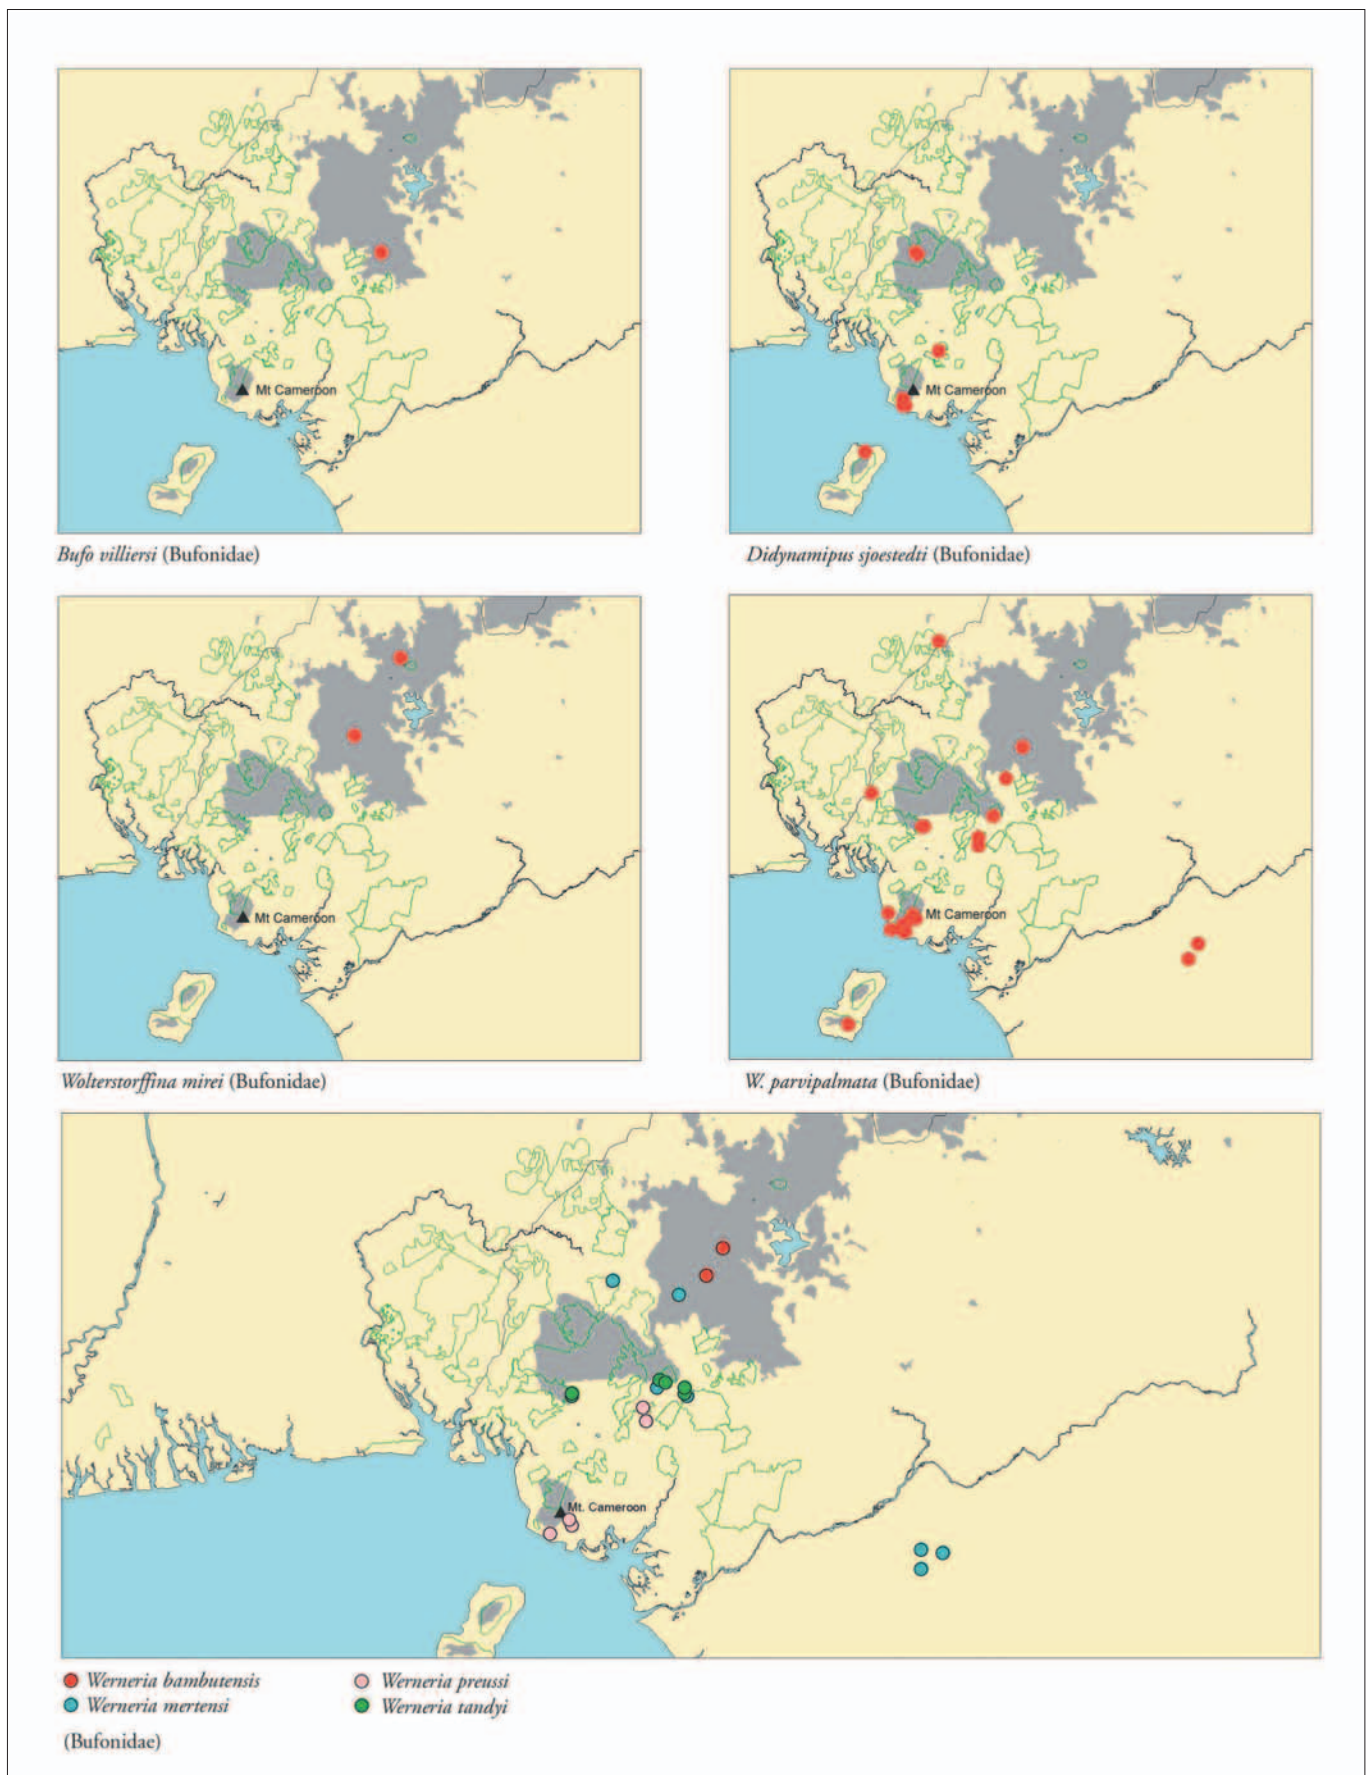 Mt Cameroon
Mt Cameroon
Bufo villiersi (Bufonidae)
Didynamipus sjoestedti (Bufonidae)
Mt Cameroon
Mt Cameroon
Wolterstorffina mirei (Bufonidae)
W. parvipalmata (Bufonidae)
Mt. Cameroon
Werneria bambutensis
Werneria preussi
Werneria mertensi
Werneria tandyi
(Bufonidae)